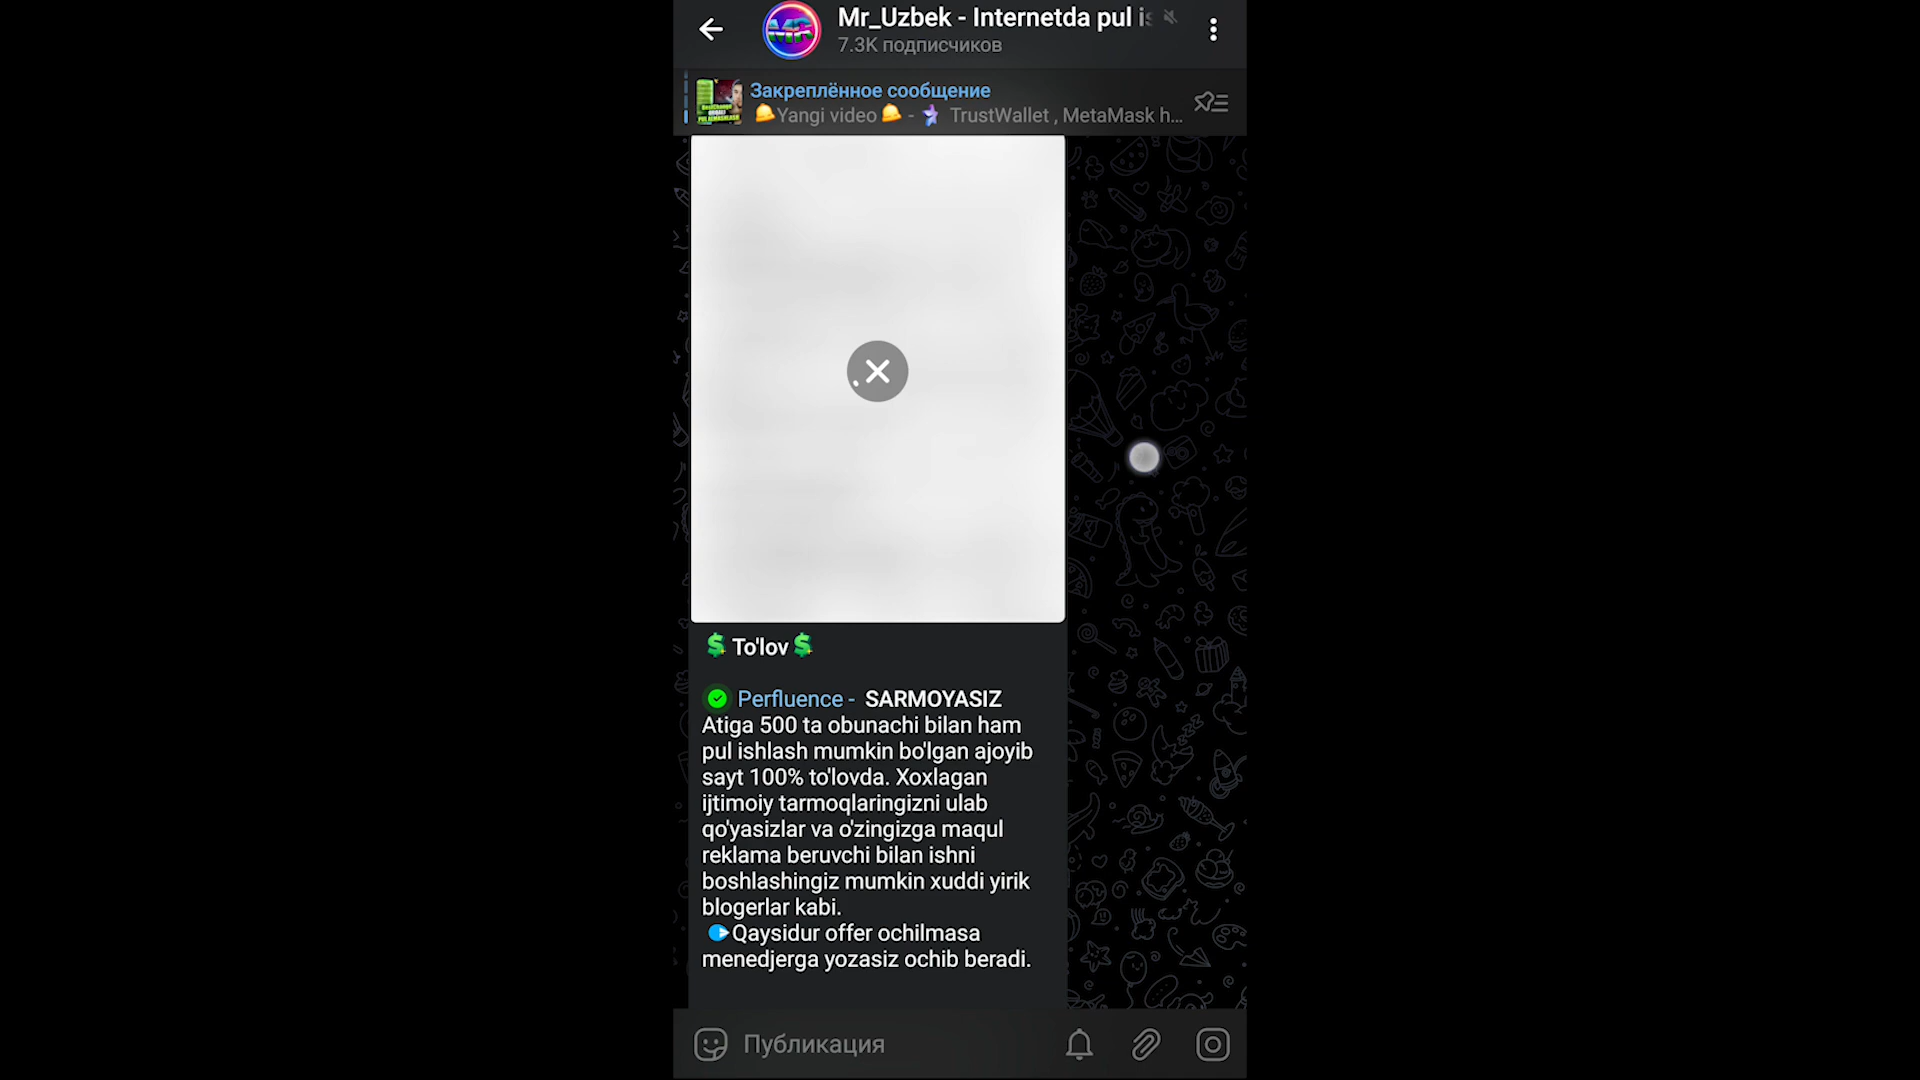 Mr_Uzbek - Internetda pul
7.3K подписчиков
Закреплённое сообщение
Yangi video - TrustWallet , MetaMask h...
To'lov
Perfluence - SARMOYASIZ
Atiga 500 ta obunachi bilan ham
pul ishlash mumkin bo'lgan ajoyib
sayt 100% to'lovda. Xoxlagan
ijtimoiy tarmoqlaringizni ulab
qo'yasizlar va o'zingizga maqul
reklama beruvchi bilan ishni
boshlashingiz mumkin xuddi yirik
blogerlar kabi.
Qaysidur offer ochilmasa
menedjerga yozasiz ochib beradi.
Публикация